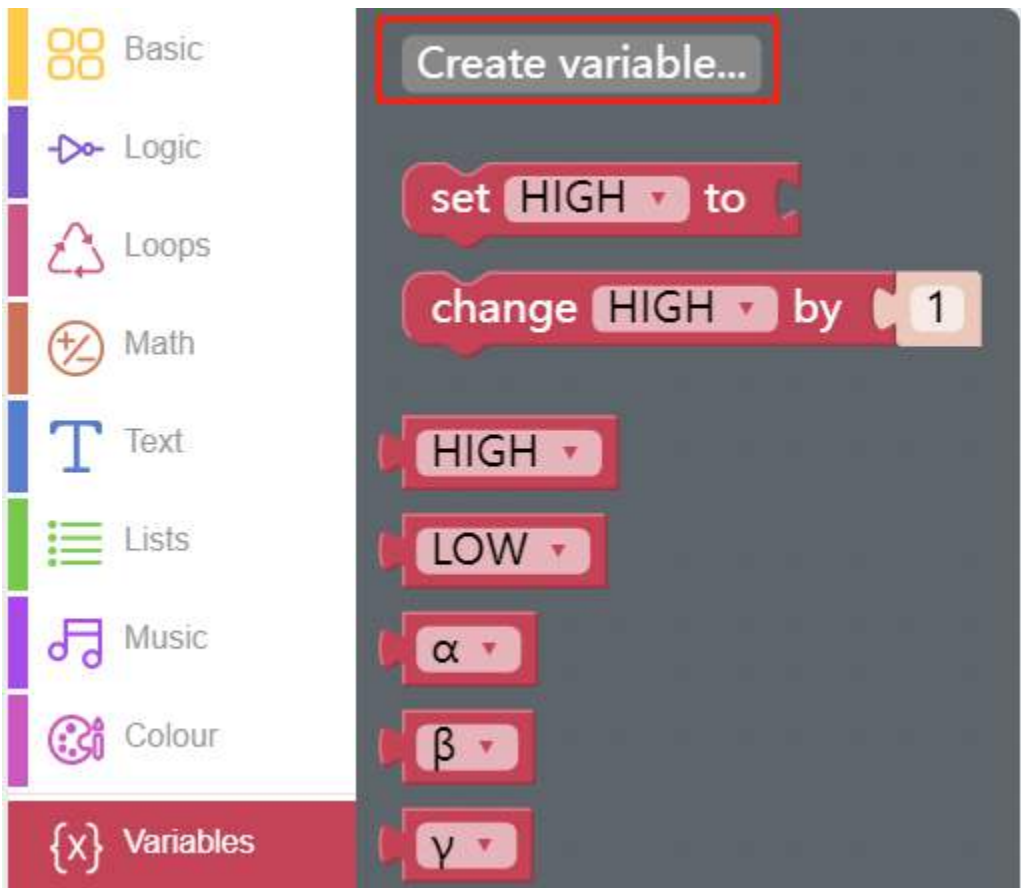 Basic
Logic
Loops
Math
Text
Lists
Music
Colour
{x} Variables
Create variable...
set HIGH to
change HIGH by 1
HIGH
LOW
α
β
γ